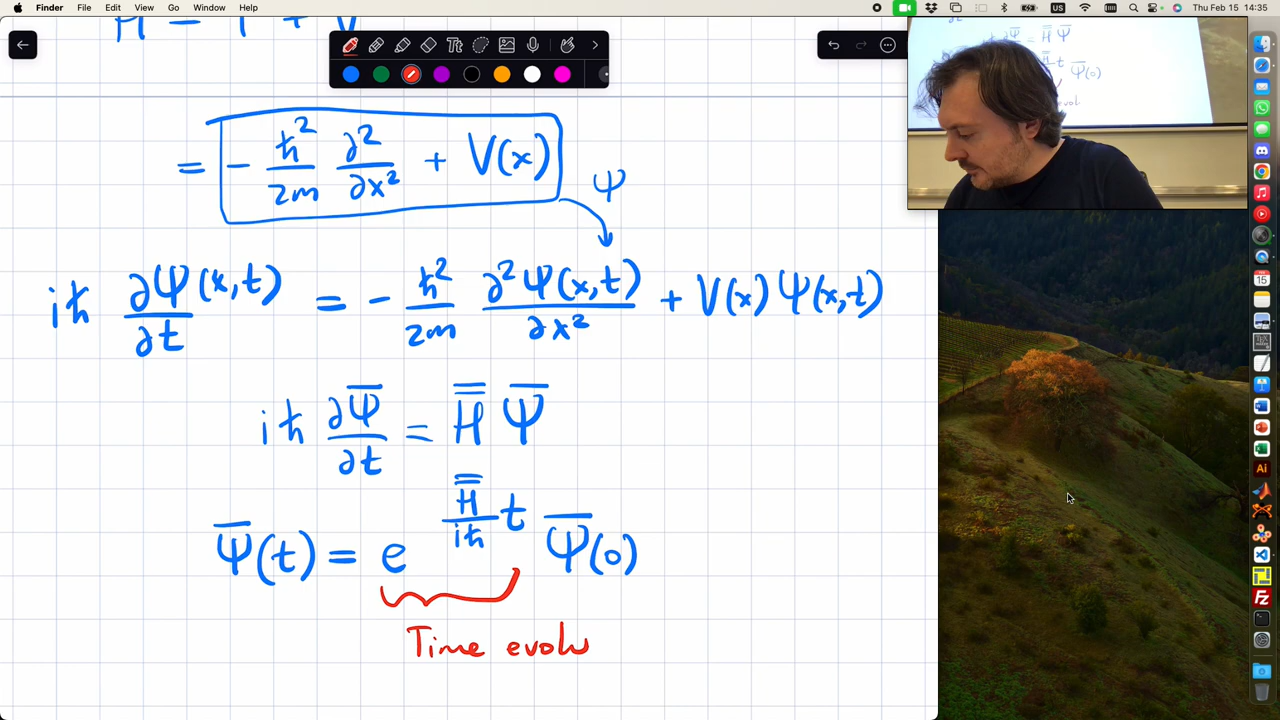 Finder File Edit View Go Window Help
US Thu Feb 15 14:35
H = T + V
= - ħ²/2m ∂²/∂x² + V(x)
Ψ
iħ ∂Ψ(x,t)/∂t = - ħ²/2m ∂²Ψ(x,t)/∂x² + V(x) Ψ(x,t)
iħ ∂Ψ̅/∂t = H̿ Ψ̅
Ψ̅(t) = e^(H̿/iħ t) Ψ̅(0)
Time evolu